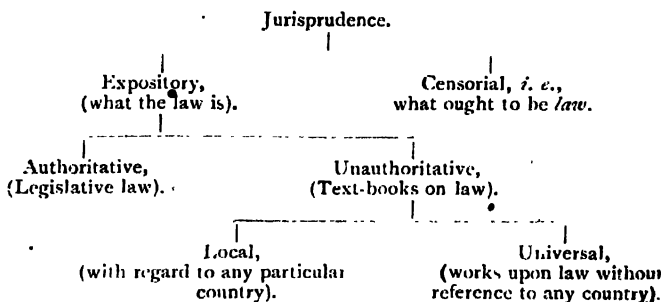 Jurisprudence.
Expository, Censorial, i. e.,
(what the law is). what ought to be law.
Authoritative, Unauthoritative,
(Legislative law). (Text-books on law).
Local, Universal,
(with regard to any particular (works upon law without
country). reference to any country).